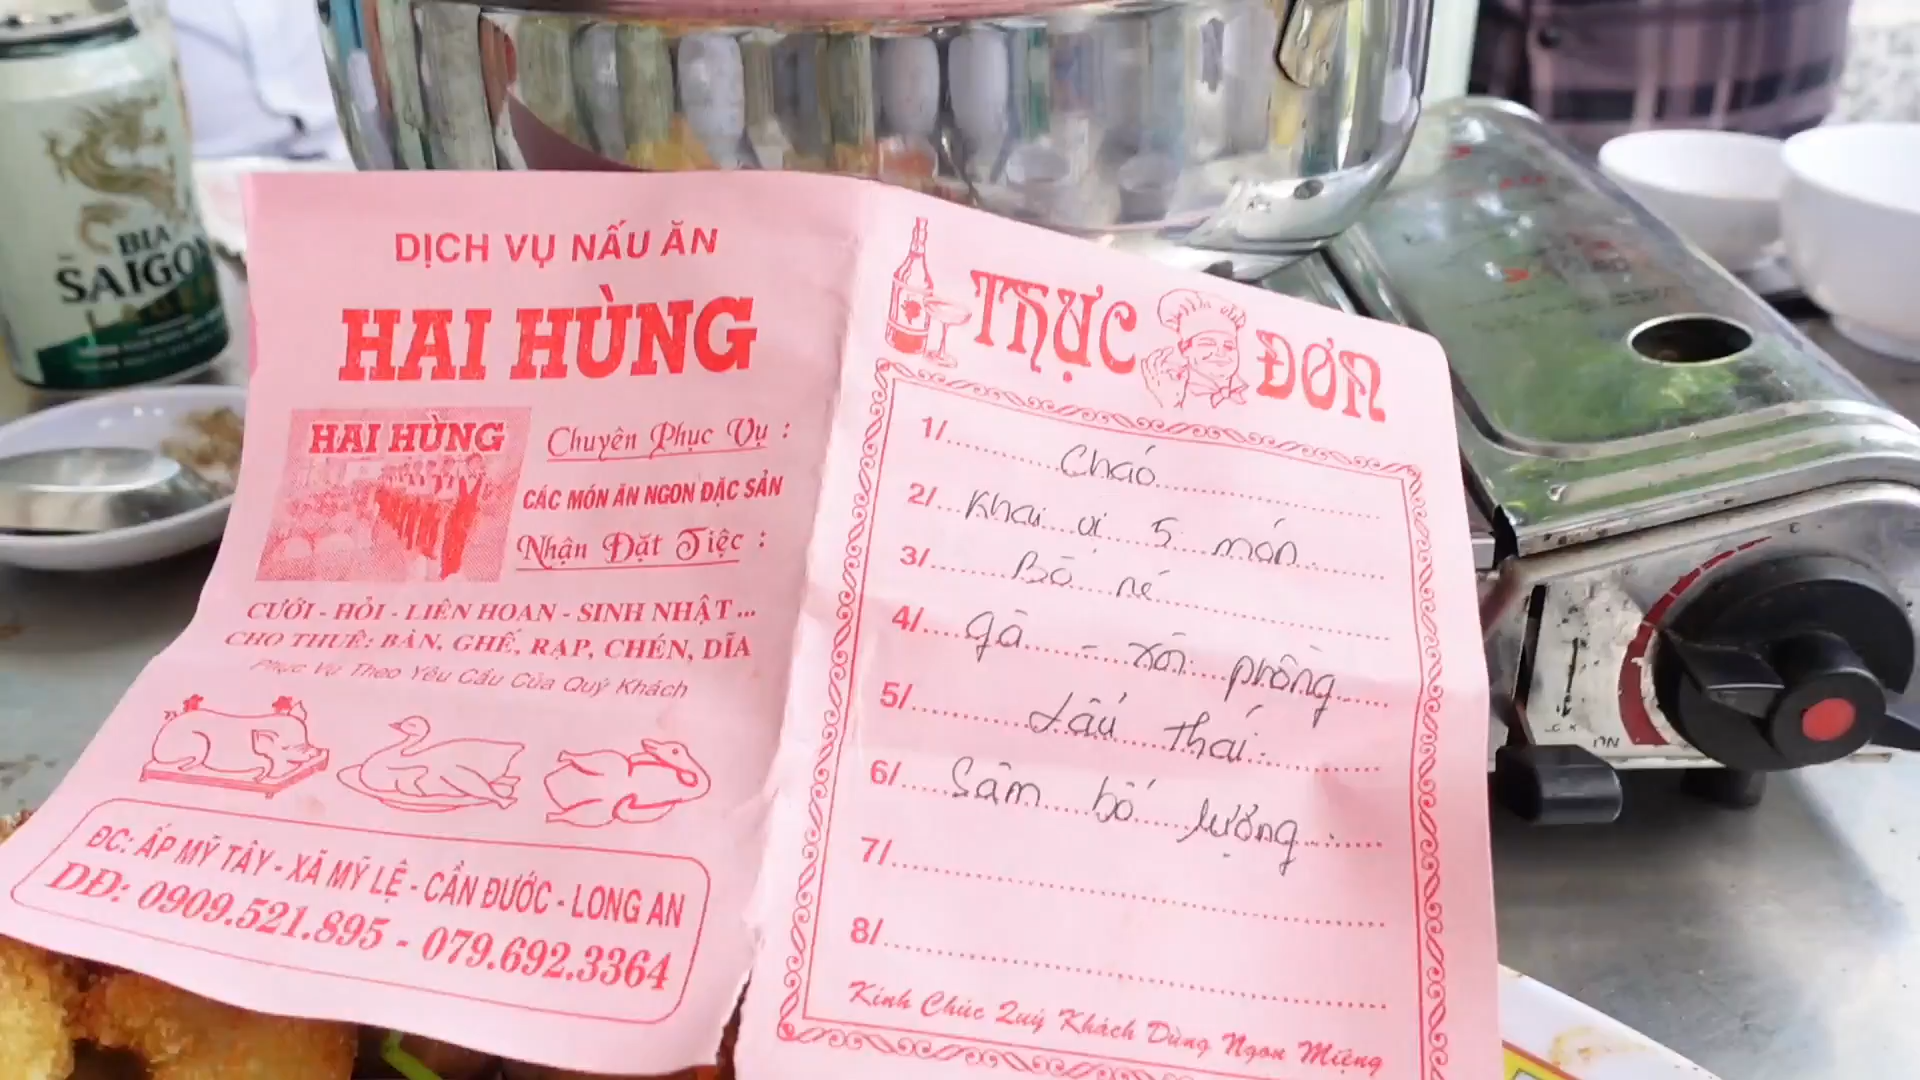 BIA
SAIGON
DỊCH VỤ NẤU ĂN
HAI HÙNG
HAI HÙNG
Chuyên Phục Vụ :
CÁC MÓN ĂN NGON ĐẶC SẢN
Nhận Đặt Tiệc :
CƯỚI - HỎI - LIÊN HOAN - SINH NHẬT...
CHO THUÊ: BÀN, GHẾ, RẠP, CHÉN, DĨA
Phục Vụ Theo Yêu Cầu Của Quý Khách
ĐC: ẤP MỸ TÂY - XÃ MỸ LỆ - CẦN ĐƯỚC - LONG AN
DĐ: 0909.521.895 - 079.692.3364
THỰC ĐƠN
1/ Cháo
2/ Khai vị 5 món
3/ Bò né
4/ Gà - xôi phồng
5/ Lẩu thái
6/ Sâm bổ lượng
7/
8/
Kính Chúc Quý Khách Dùng Ngon Miệng
ON